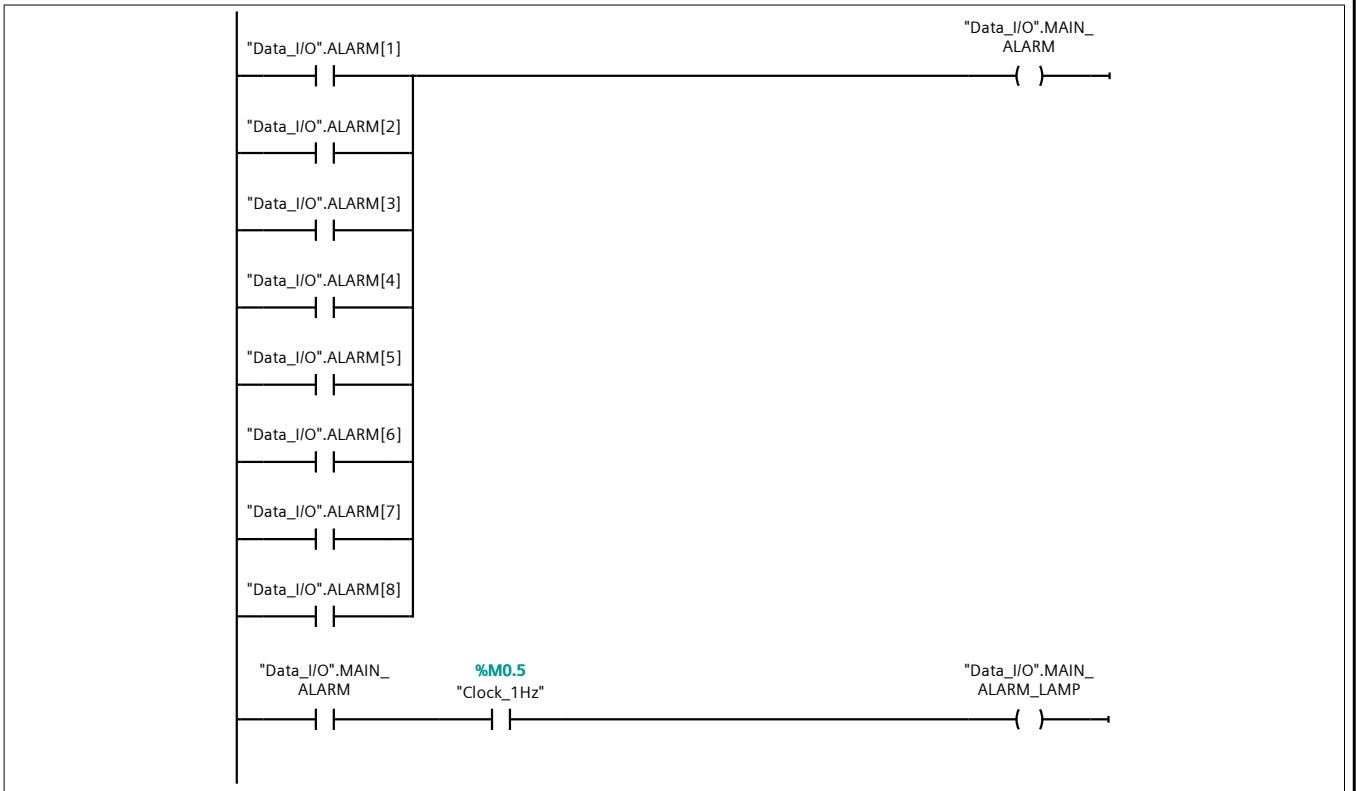 "Data_I/O".ALARM[1]
"Data_I/O".MAIN_
ALARM
"Data_I/O".ALARM[2]
"Data_I/O".ALARM[3]
"Data_I/O".ALARM[4]
"Data_I/O".ALARM[5]
"Data_I/O".ALARM[6]
"Data_I/O".ALARM[7]
"Data_I/O".ALARM[8]
"Data_I/O".MAIN_
ALARM
%M0.5
"Clock_1Hz"
"Data_I/O".MAIN_
ALARM_LAMP